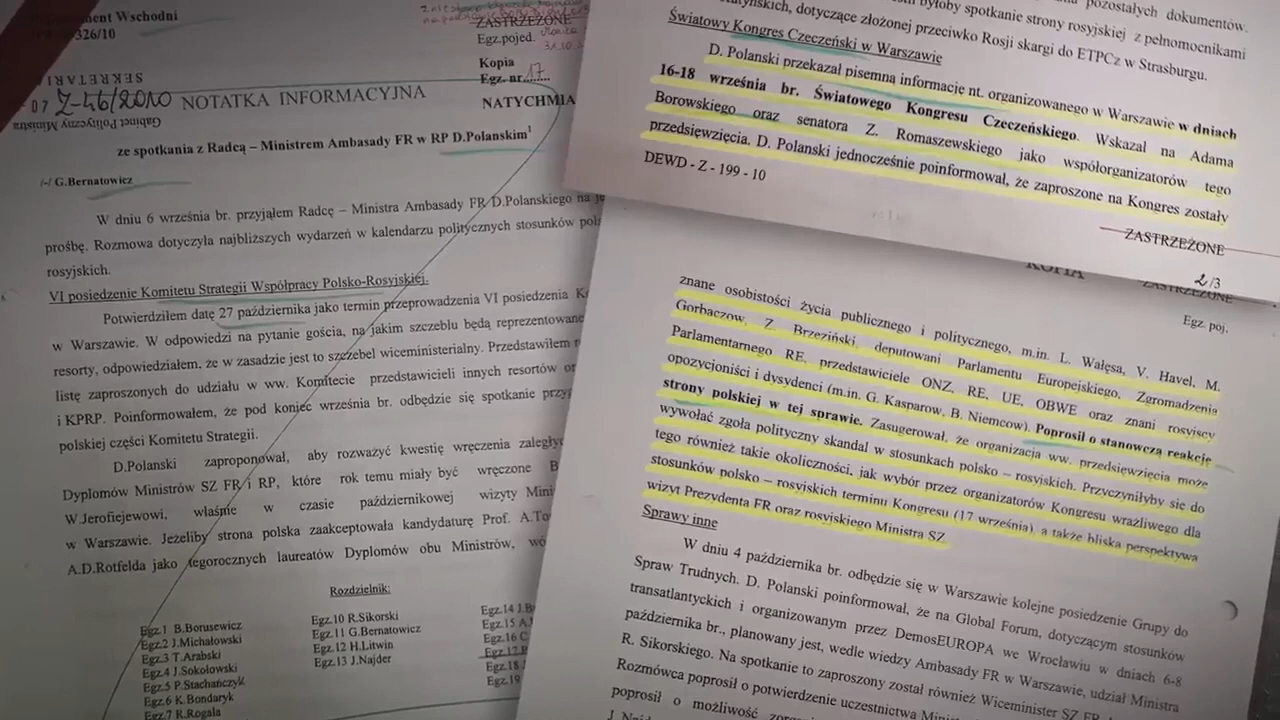 Wschodni
326/10
ZASTRZEŻONE
Egz.pojed.
Kopia
Egz. nr 17
SEKRETARI
Z-46/2010
Gabinet Polityczny Ministra
NOTATKA INFORMACYJNA
NATYCHMIA
ze spotkania z Radcą – Ministrem Ambasady FR w RP D.Polanskim1
/-/ G.Bernatowicz
W dniu 6 września br. przyjąłem Radcę – Ministra Ambasady FR D.Polanskiego na
prośbę. Rozmowa dotyczyła najbliższych wydarzeń w kalendarzu politycznych stosunków
rosyjskich.
VI posiedzenie Komitetu Strategii Współpracy Polsko-Rosyjskiej.
Potwierdziłem datę 27 października jako termin przeprowadzenia VI posiedzenia
w Warszawie. W odpowiedzi na pytanie gościa, na jakim szczeblu będą reprezentowane
resorty, odpowiedziałem, że w zasadzie jest to szczebel wiceministerialny. Przedstawiłem
listę zaproszonych do udziału w ww. Komitecie przedstawicieli innych resortów
i KPRP. Poinformowałem, że pod koniec września br. odbędzie się spotkanie
polskiej części Komitetu Strategii.
D.Polanski zaproponował, aby rozważyć kwestię wręczenia
Dyplomów Ministrów SZ FR i RP, które rok temu miały być wręczone
W.Jerofiejewowi, właśnie w czasie październikowej wizyty
w Warszawie. Jeżeliby strona polska zaakceptowała kandydaturę Prof.
A.D.Rotfelda jako tegorocznych laureatów Dyplomów obu Ministrów,
Rozdzielnik:
Egz.1 B.Borusewicz
Egz.2 J.Michałowski
Egz.3 T.Arabski
Egz.4 J.Sokołowski
Egz.5 P.Stachańczyk
Egz.6 K.Bondaryk
Egz.7 R.Rogala
Egz.10 R.Sikorski
Egz.11 G.Bernatowicz
Egz.12 H.Litwin
Egz.13 J.Najder
Egz.14
Egz.15
Egz.16
Egz.17
Egz.18
Egz.19
pozostałych dokumentów.
byłoby spotkanie strony rosyjskiej z pełnomocnikami
dotyczące złożonej przeciwko Rosji skargi do ETPCz w Strasburgu.
Światowy Kongres Czeczeński w Warszawie
D. Polanski przekazał pisemną informację nt. organizowanego w Warszawie w dniach
16-18 września br. Światowego Kongresu Czeczeńskiego. Wskazał na Adama
Borowskiego oraz senatora Z. Romaszewskiego jako współorganizatorów tego
przedsięwzięcia. D. Polanski jednocześnie poinformował, że zaproszone na Kongres zostały
DEWD - Z - 199 - 10
ZASTRZEŻONE
2/3
KOPIA
ZASTRZEŻONE
Egz. poj.
znane osobistości życia publicznego i politycznego, m.in. L. Wałęsa, V. Havel, M.
Gorbaczow, Z. Brzeziński, deputowani Parlamentu Europejskiego, Zgromadzenia
Parlamentarnego RE, przedstawiciele ONZ, RE, UE, OBWE oraz znani rosyjscy
opozycjoniści i dysydenci (m.in. G. Kasparow, B. Niemcow). Poprosił o stanowczą reakcję
strony polskiej w tej sprawie. Zasugerował, że organizacja ww. przedsięwzięcia może
wywołać zgoła polityczny skandal w stosunkach polsko – rosyjskich. Przyczyniłyby się do
tego również takie okoliczności, jak wybór przez organizatorów Kongresu wrażliwego dla
stosunków polsko – rosyjskich terminu Kongresu (17 września), a także bliska perspektywa
wizyt Prezydenta FR oraz rosyjskiego Ministra SZ
Sprawy inne
W dniu 4 października br. odbędzie się w Warszawie kolejne posiedzenie Grupy do
Spraw Trudnych. D. Polanski poinformował, że na Global Forum, dotyczącym stosunków
transatlantyckich i organizowanym przez DemosEUROPA we Wrocławiu w dniach 6-8
października br., planowany jest, wedle wiedzy Ambasady FR w Warszawie, udział Ministra
R. Sikorskiego. Na spotkanie to zaproszony został również Wiceminister SZ FR
Rozmówca poprosił o potwierdzenie uczestnictwa
poprosił o możliwość